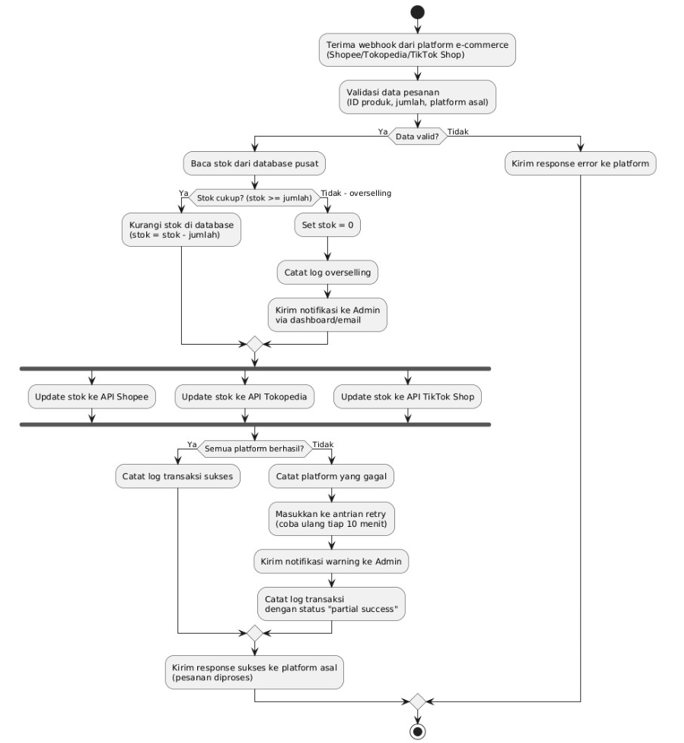 Terima webhook dari platform e-commerce
(Shopee/Tokopedia/TikTok Shop)
Validasi data pesanan
(ID produk, jumlah, platform asal)
Ya
Data valid?
Tidak
Baca stok dari database pusat
Kirim response error ke platform
Ya
Stok cukup? (stok >= jumlah)
Tidak - overselling
Kurangi stok di database
(stok = stok - jumlah)
Set stok = 0
Catat log overselling
Kirim notifikasi ke Admin
via dashboard/email
Update stok ke API Shopee
Update stok ke API Tokopedia
Update stok ke API TikTok Shop
Ya
Semua platform berhasil?
Tidak
Catat log transaksi sukses
Catat platform yang gagal
Masukkan ke antrian retry
(coba ulang tiap 10 menit)
Kirim notifikasi warning ke Admin
Catat log transaksi
dengan status "partial success"
Kirim response sukses ke platform asal
(pesanan diproses)